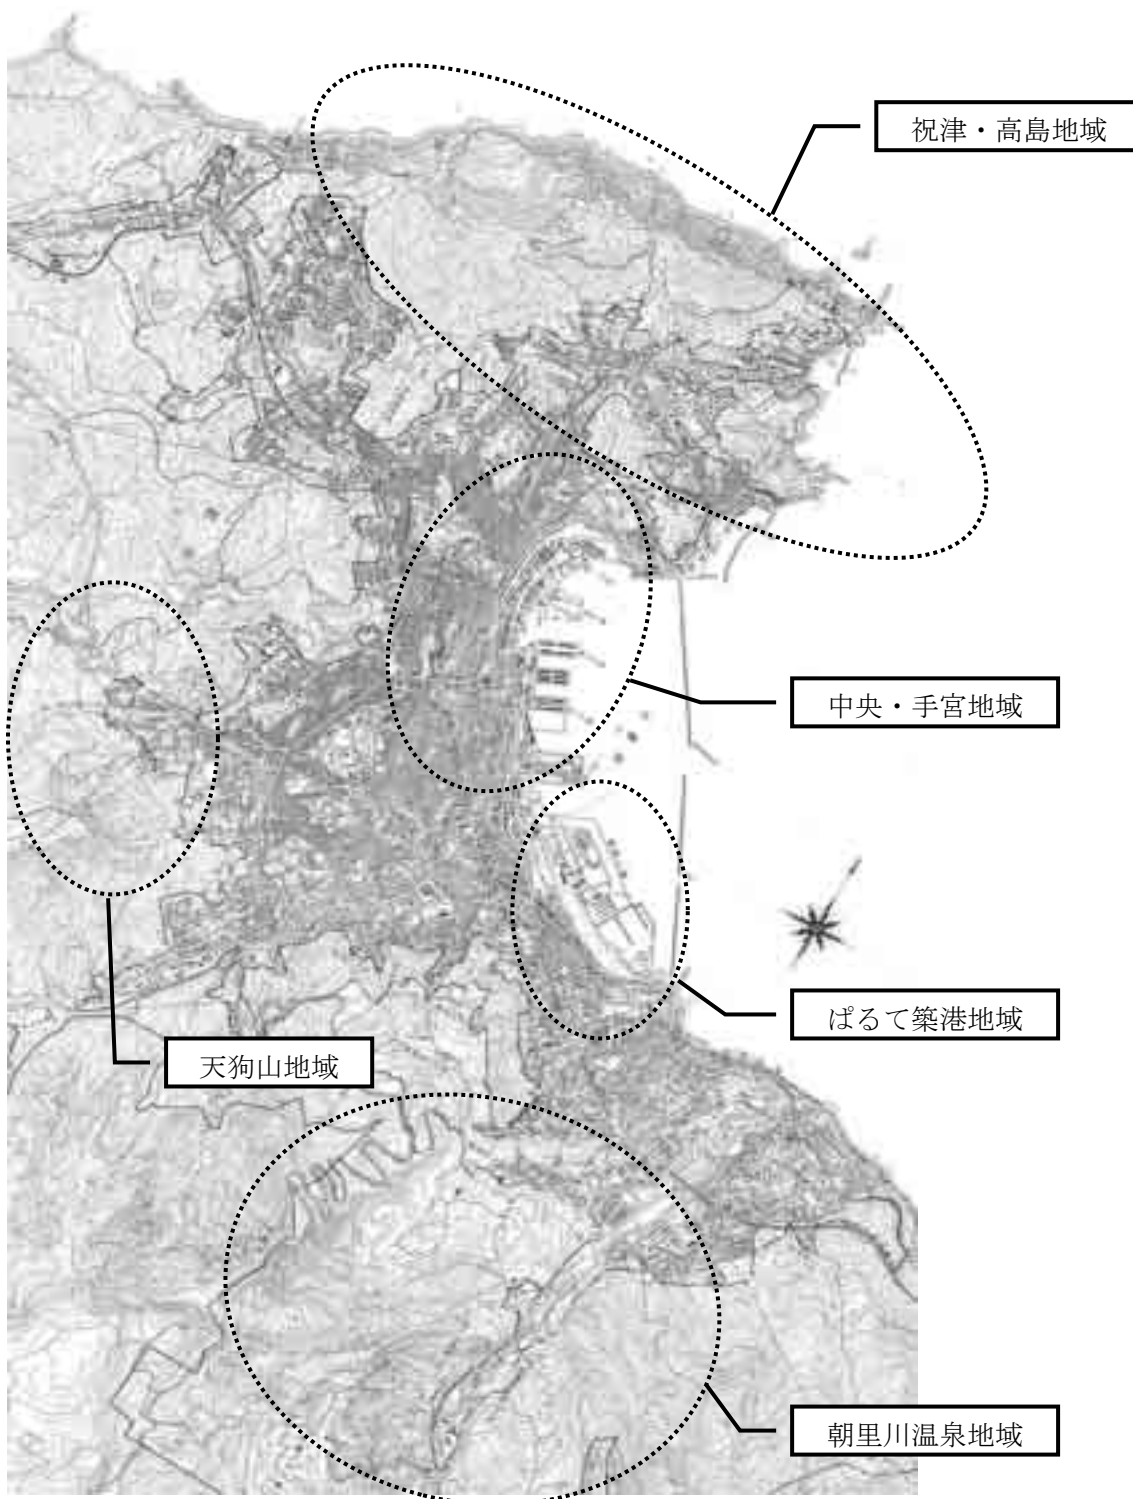 祝津・高島地域
中央・手宮地域
ぱるて築港地域
天狗山地域
朝里川温泉地域